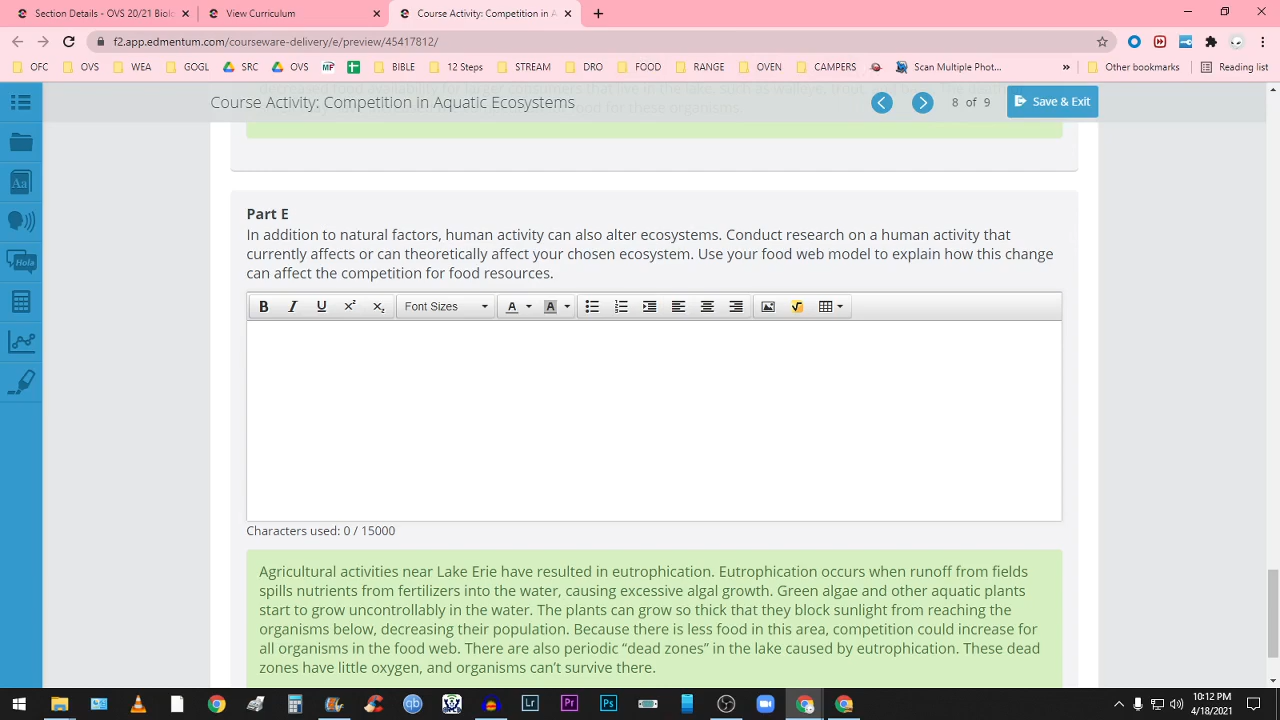 Section Details - OVS 20/21 Biol
View Curriculum
Course Activity: Competition in A
f2.app.edmentum.com/courseware-delivery/e/preview/45417812/
OFC OVS WEA GOGL SRC OVS BIBLE 12 Steps STREAM DRO FOOD RANGE OVEN CAMPERS Scan Multiple Phot... » Other bookmarks Reading list
Course Activity: Competition in Aquatic Ecosystems
8 of 9 Save & Exit
Part E
In addition to natural factors, human activity can also alter ecosystems. Conduct research on a human activity that
currently affects or can theoretically affect your chosen ecosystem. Use your food web model to explain how this change
can affect the competition for food resources.
B I U x² x₂ Font Sizes A A
Characters used: 0 / 15000
Agricultural activities near Lake Erie have resulted in eutrophication. Eutrophication occurs when runoff from fields
spills nutrients from fertilizers into the water, causing excessive algal growth. Green algae and other aquatic plants
start to grow uncontrollably in the water. The plants can grow so thick that they block sunlight from reaching the
organisms below, decreasing their population. Because there is less food in this area, competition could increase for
all organisms in the food web. There are also periodic “dead zones” in the lake caused by eutrophication. These dead
zones have little oxygen, and organisms can’t survive there.
Aa
Hola
qb Lr Pr Ps
10:12 PM
4/18/2021